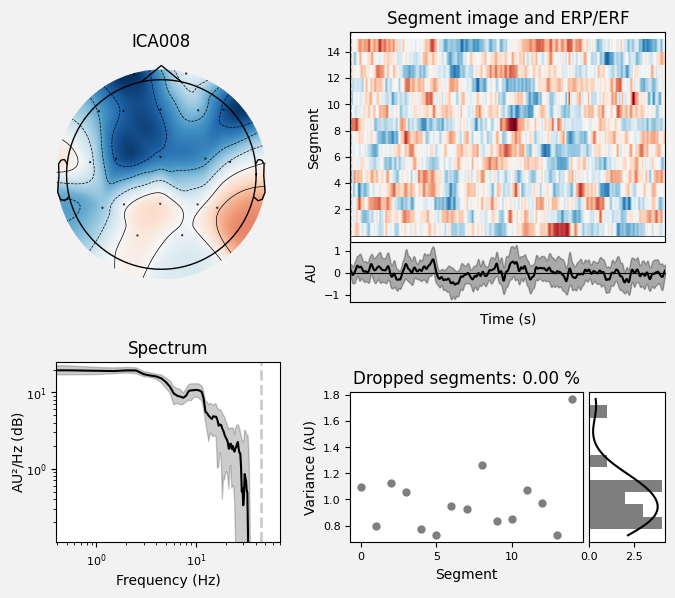 ICA008
Segment image and ERP/ERF
Segment
14
12
10
8
6
4
2
AU
1
0
−1
Time (s)
Spectrum
AU²/Hz (dB)
10¹
10⁰
10⁰
10¹
Frequency (Hz)
Dropped segments: 0.00 %
Variance (AU)
1.8
1.6
1.4
1.2
1.0
0.8
0
5
10
Segment
0.0
2.5